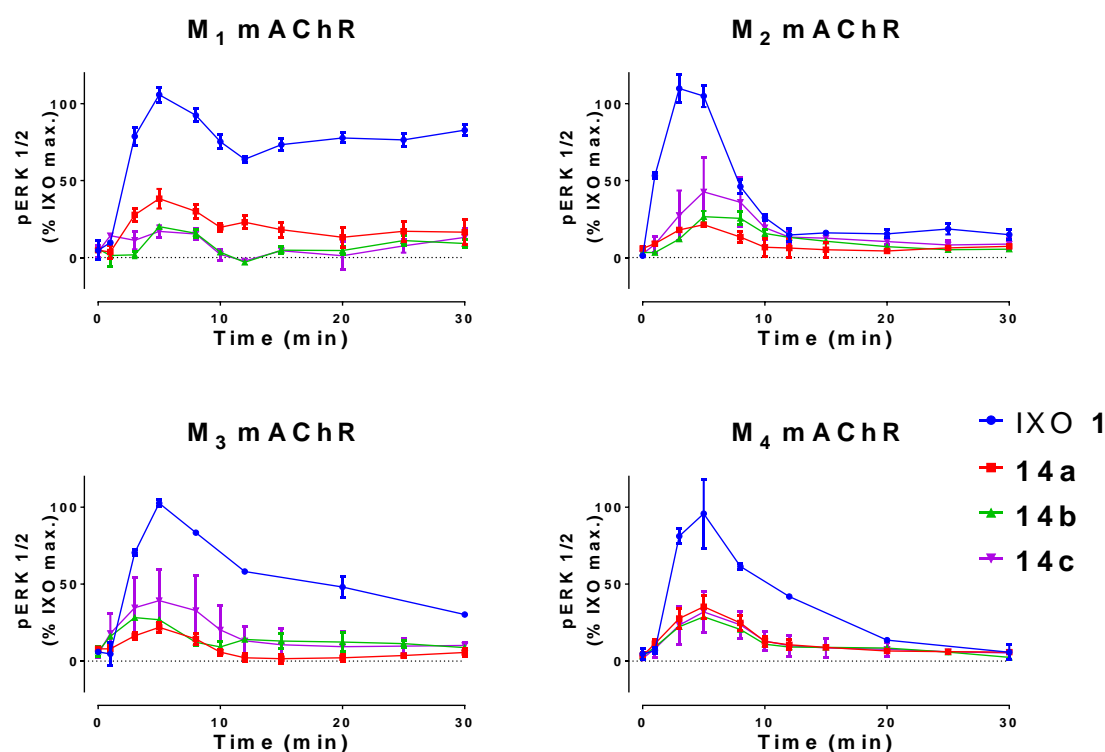 M1 mAChR
pERK 1/2
(% IXO max.)
100
50
0
0 10 20 30
Time (min)
M2 mAChR
pERK 1/2
(% IXO max.)
100
50
0
0 10 20 30
Time (min)
M3 mAChR
pERK 1/2
(% IXO max.)
100
50
0
0 10 20 30
Time (min)
M4 mAChR
pERK 1/2
(% IXO max.)
100
50
0
0 10 20 30
Time (min)
IXO 1
14a
14b
14c